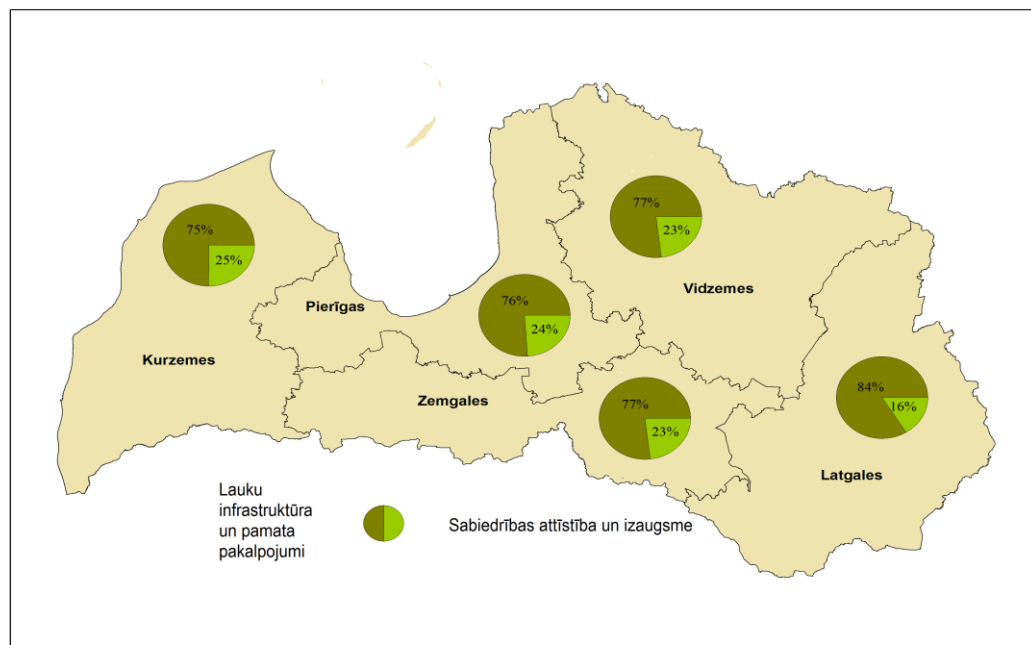 77%
23%
75%
25%
Pierīgas
76%
24%
Vidzemes
Kurzemes
Zemgales
77%
23%
84%
16%
Latgales
Lauku
infrastruktūra
un pamata
pakalpojumi
Sabiedrības attīstība un izaugsme